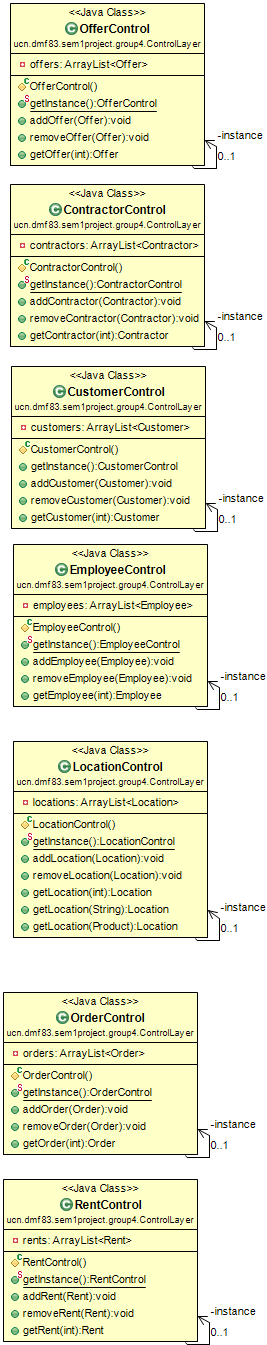 <<Java Class>>
OfferControl
ucn.dmf83.sem1project.group4.ControlLayer
offers: ArrayList<Offer>
OfferControl()
getInstance():OfferControl
addOffer(Offer):void
removeOffer(Offer):void
getOffer(int):Offer
-instance
0..1
<<Java Class>>
ContractorControl
ucn.dmf83.sem1project.group4.ControlLayer
contractors: ArrayList<Contractor>
ContractorControl()
getInstance():ContractorControl
addContractor(Contractor):void
removeContractor(Contractor):void
getContractor(int):Contractor
-instance
0..1
<<Java Class>>
CustomerControl
ucn.dmf83.sem1project.group4.ControlLayer
customers: ArrayList<Customer>
CustomerControl()
getInstance():CustomerControl
addCustomer(Customer):void
removeCustomer(Customer):void
getCustomer(int):Customer
-instance
0..1
<<Java Class>>
EmployeeControl
ucn.dmf83.sem1project.group4.ControlLayer
employees: ArrayList<Employee>
EmployeeControl()
getInstance():EmployeeControl
addEmployee(Employee):void
removeEmployee(Employee):void
getEmployee(int):Employee
-instance
0..1
<<Java Class>>
LocationControl
ucn.dmf83.sem1project.group4.ControlLayer
locations: ArrayList<Location>
LocationControl()
getInstance():LocationControl
addLocation(Location):void
removeLocation(Location):void
getLocation(int):Location
getLocation(String):Location
getLocation(Product):Location
-instance
0..1
<<Java Class>>
OrderControl
ucn.dmf83.sem1project.group4.ControlLayer
orders: ArrayList<Order>
OrderControl()
getInstance():OrderControl
addOrder(Order):void
removeOrder(Order):void
getOrder(int):Order
-instance
0..1
<<Java Class>>
RentControl
ucn.dmf83.sem1project.group4.ControlLayer
rents: ArrayList<Rent>
RentControl()
getInstance():RentControl
addRent(Rent):void
removeRent(Rent):void
getRent(int):Rent
-instance
0..1